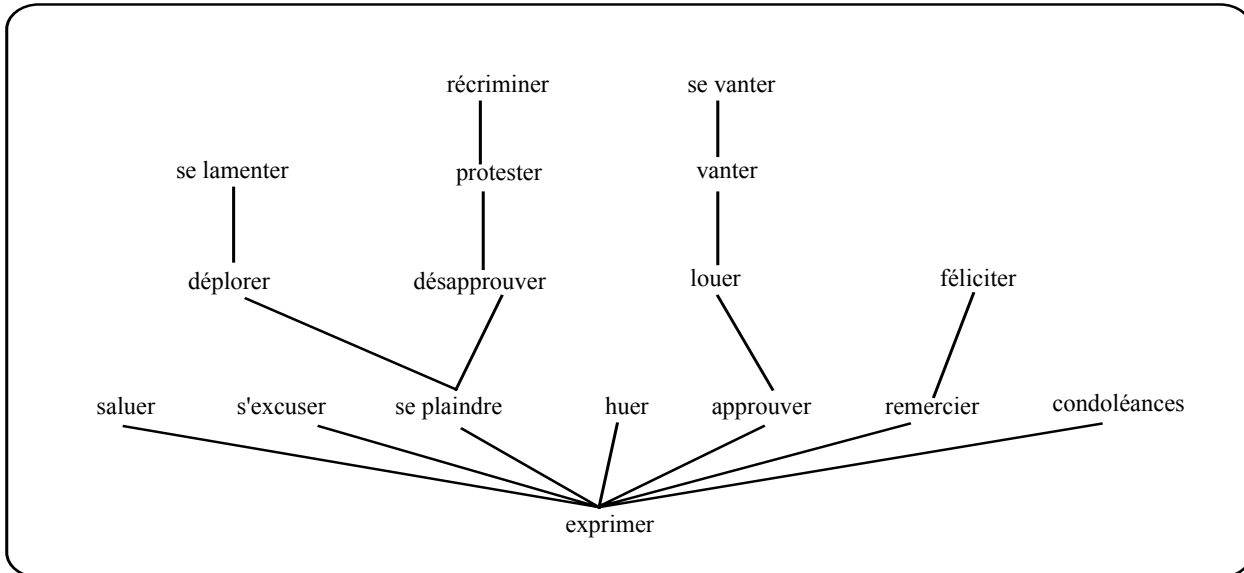 récriminer se vanter
se lamenter protester vanter
déplorer désapprouver louer féliciter
saluer s'excuser se plaindre huer approuver remercier condoléances
exprimer